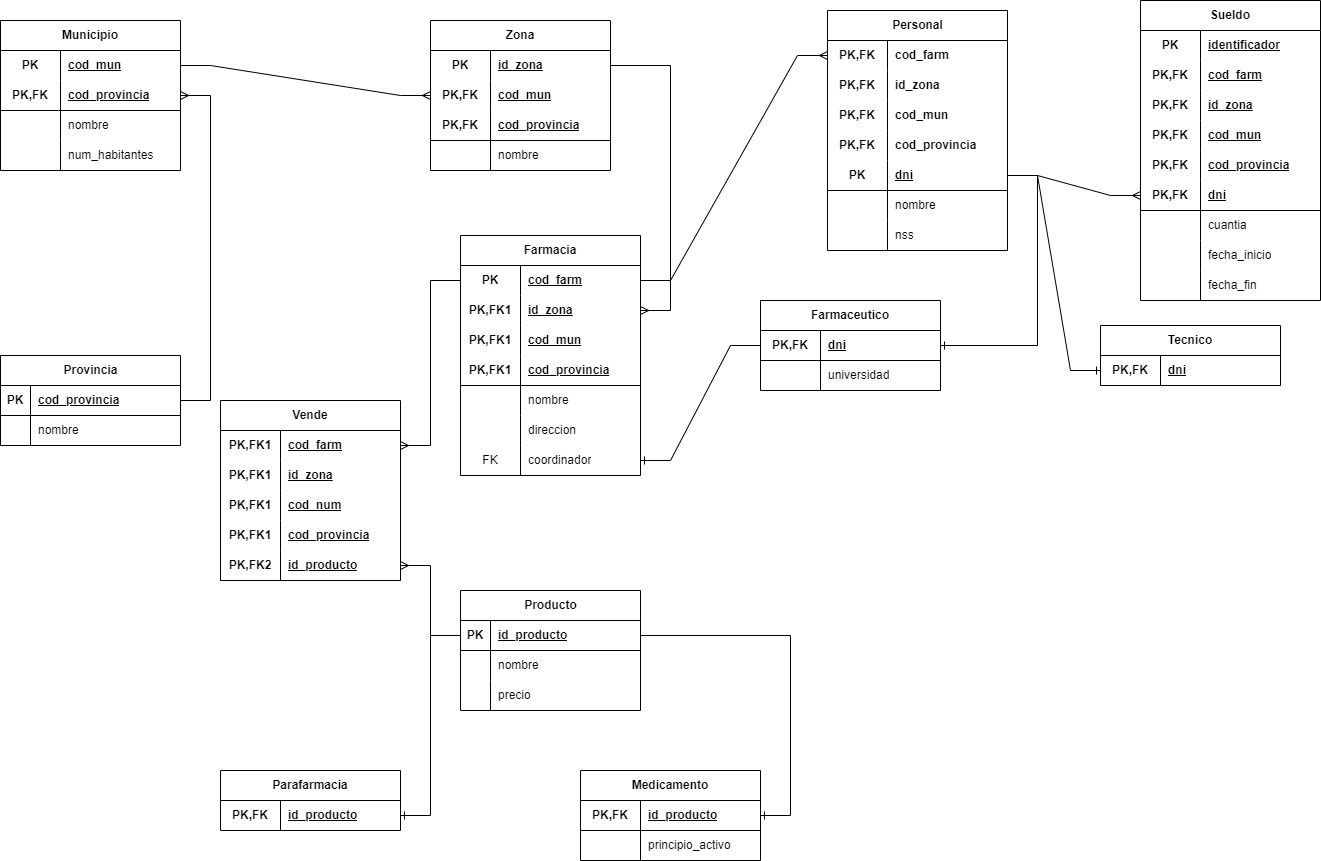 Municipio
PK cod_mun
PK,FK cod_provincia
nombre
num_habitantes
Zona
PK id_zona
PK,FK cod_mun
PK,FK cod_provincia
nombre
Personal
PK,FK cod_farm
PK,FK id_zona
PK,FK cod_mun
PK,FK cod_provincia
PK dni
nombre
nss
Sueldo
PK identificador
PK,FK cod_farm
PK,FK id_zona
PK,FK cod_mun
PK,FK cod_provincia
PK,FK dni
cuantia
fecha_inicio
fecha_fin
Farmacia
PK cod_farm
PK,FK1 id_zona
PK,FK1 cod_mun
PK,FK1 cod_provincia
nombre
direccion
FK coordinador
Farmaceutico
PK,FK dni
universidad
Tecnico
PK,FK dni
Provincia
PK cod_provincia
nombre
Vende
PK,FK1 cod_farm
PK,FK1 id_zona
PK,FK1 cod_num
PK,FK1 cod_provincia
PK,FK2 id_producto
Producto
PK id_producto
nombre
precio
Parafarmacia
PK,FK id_producto
Medicamento
PK,FK id_producto
principio_activo